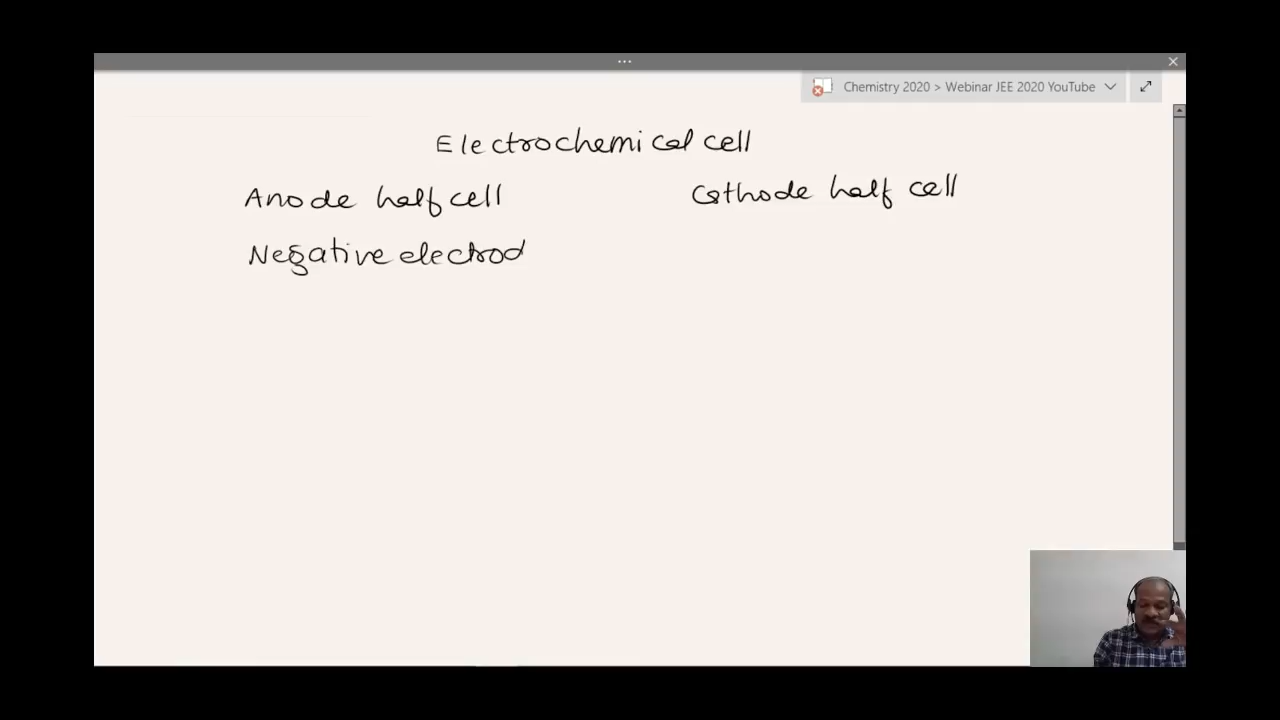 Chemistry 2020 > Webinar JEE 2020 YouTube
Electrochemical cell
Anode half cell
Cathode half cell
Negative electrod